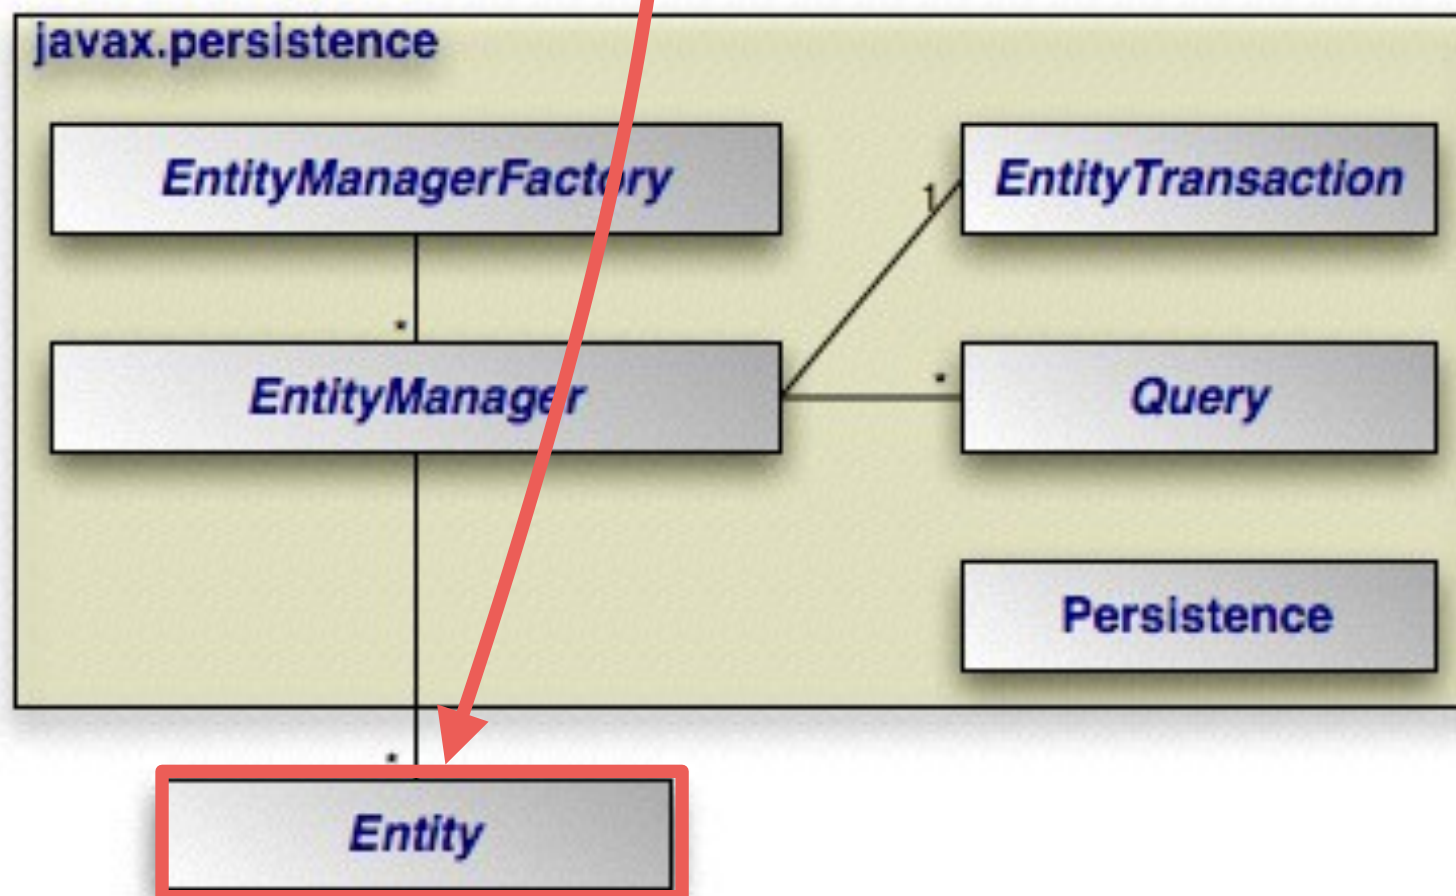 javax.persistence
EntityManagerFactory
EntityTransaction
1
*
EntityManager
*
Query
Persistence
*
Entity